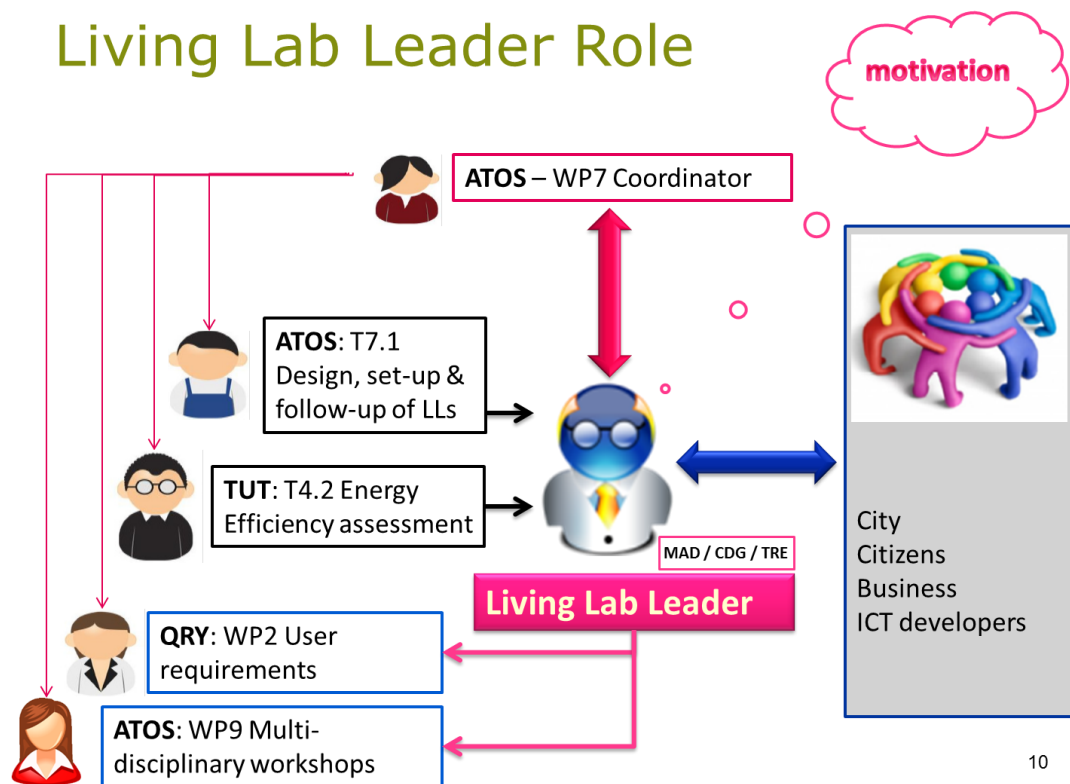 Living Lab Leader Role
motivation
ATOS – WP7 Coordinator
ATOS: T7.1
Design, set-up &
follow-up of LLs
TUT: T4.2 Energy
Efficiency assessment
MAD / CDG / TRE
Living Lab Leader
QRY: WP2 User
requirements
ATOS: WP9 Multi-
disciplinary workshops
City
Citizens
Business
ICT developers
10